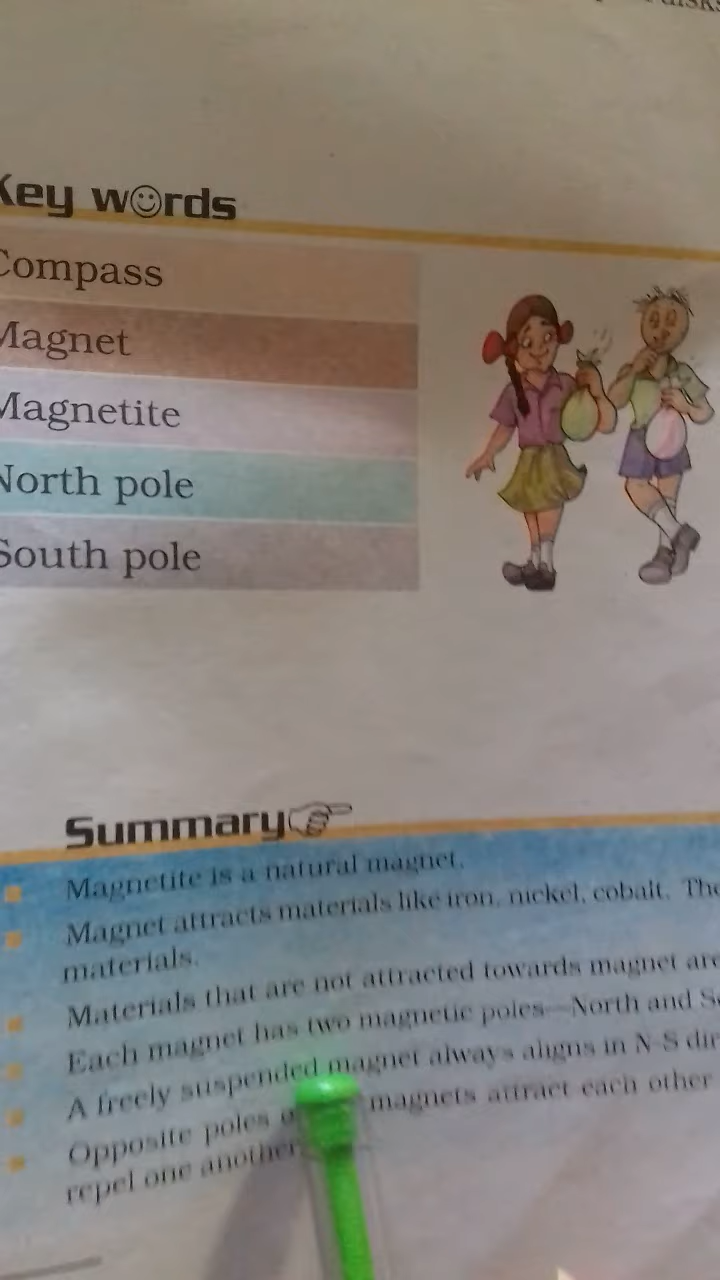 Key words
Compass
Magnet
Magnetite
North pole
South pole
Summary
Magnetite is a natural magnet.
Magnet attracts materials like iron, nickel, cobalt. The
materials.
Materials that are not attracted towards magnet are
Each magnet has two magnetic poles—North and
A freely suspended magnet always aligns in N-S
Opposite poles magnets attract each other
repel one another